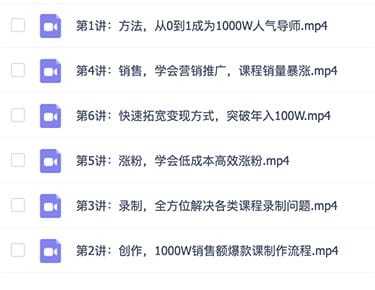 第1讲：方法，从0到1成为1000W人气导师.mp4
第4讲：销售，学会营销推广，课程销量暴涨.mp4
第6讲：快速拓宽变现方式，突破年入100W.mp4
第5讲：涨粉，学会低成本高效涨粉.mp4
第3讲：录制，全方位解决各类课程录制问题.mp4
第2讲：创作，1000W销售额爆款课制作流程.mp4